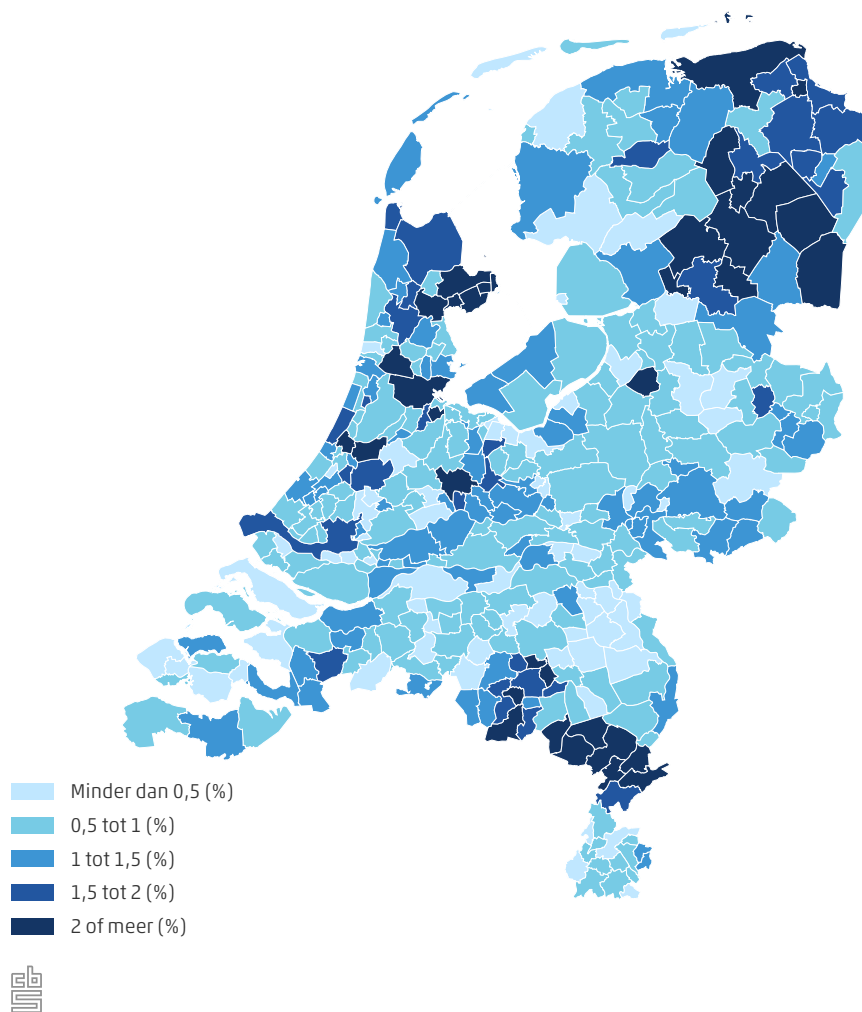 Minder dan 0,5 (%)
0,5 tot 1 (%)
1 tot 1,5 (%)
1,5 tot 2 (%)
2 of meer (%)
cbs